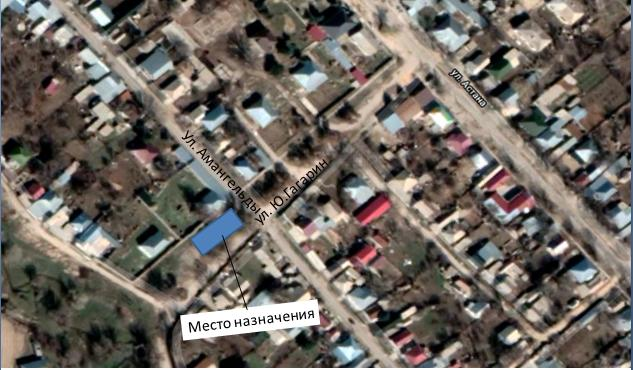 ул. Астана
Ул. Амангельды
ул. Ю.Гагарин
Место назначения